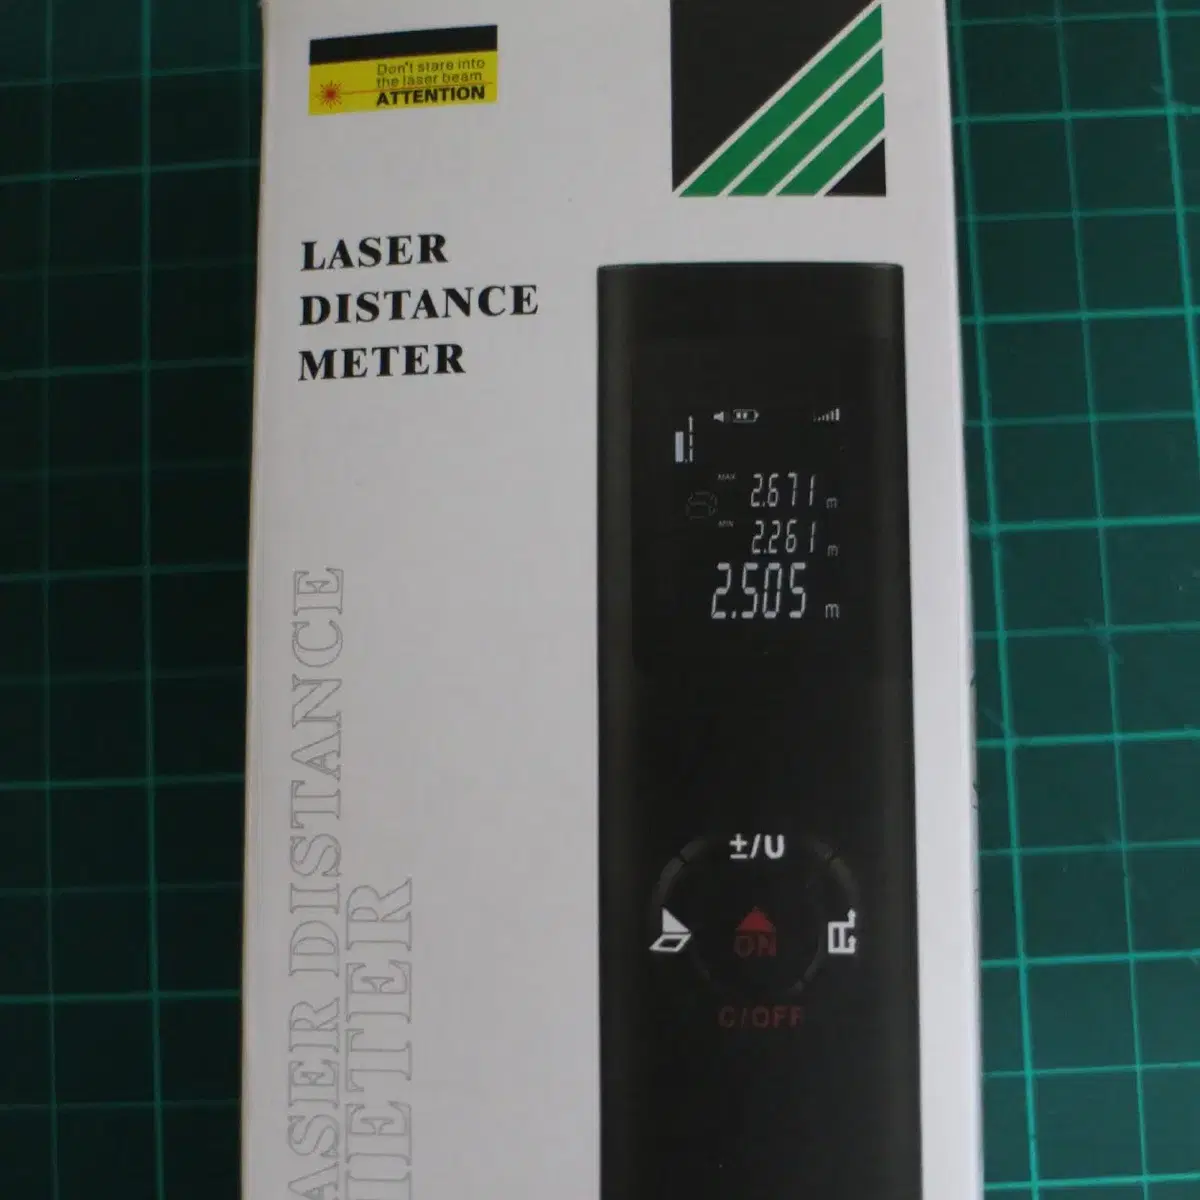 Don't stare into
the laser beam
ATTENTION
LASER
DISTANCE
METER
MAX 2.671 m
MIN 2.261 m
2.505 m
±/U
ON
C/OFF
ASER DISTANCE
METER